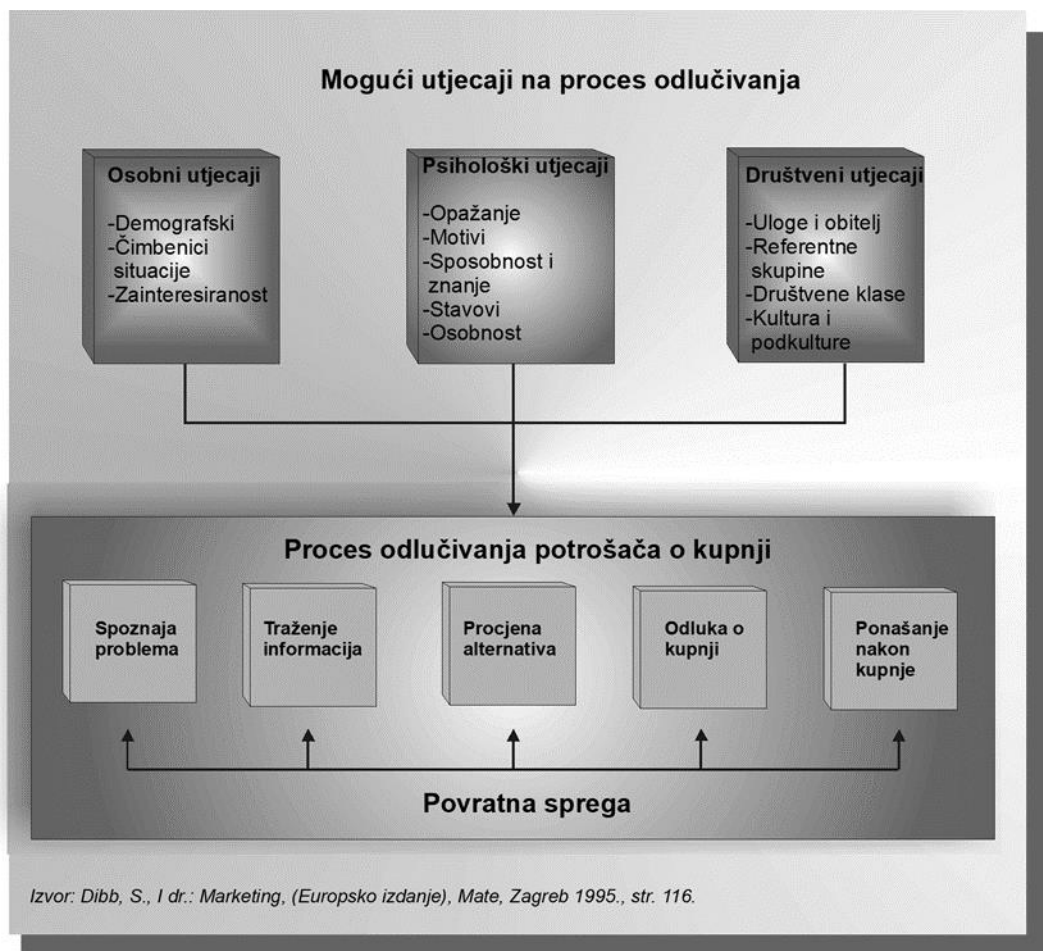 Mogući utjecaji na proces odlučivanja
Osobni utjecaji
-Demografski
-Čimbenici
situacije
-Zainteresiranost
Psihološki utjecaji
-Opažanje
-Motivi
-Sposobnost i
znanje
-Stavovi
-Osobnost
Društveni utjecaji
-Uloge i obitelj
-Referentne
skupine
-Društvene klase
-Kultura i
podkulture
Proces odlučivanja potrošača o kupnji
Spoznaja
problema
Traženje
informacija
Procjena
alternativa
Odluka o
kupnji
Ponašanje
nakon
kupnje
Povratna sprega
Izvor: Dibb, S., I dr.: Marketing, (Europsko izdanje), Mate, Zagreb 1995., str. 116.